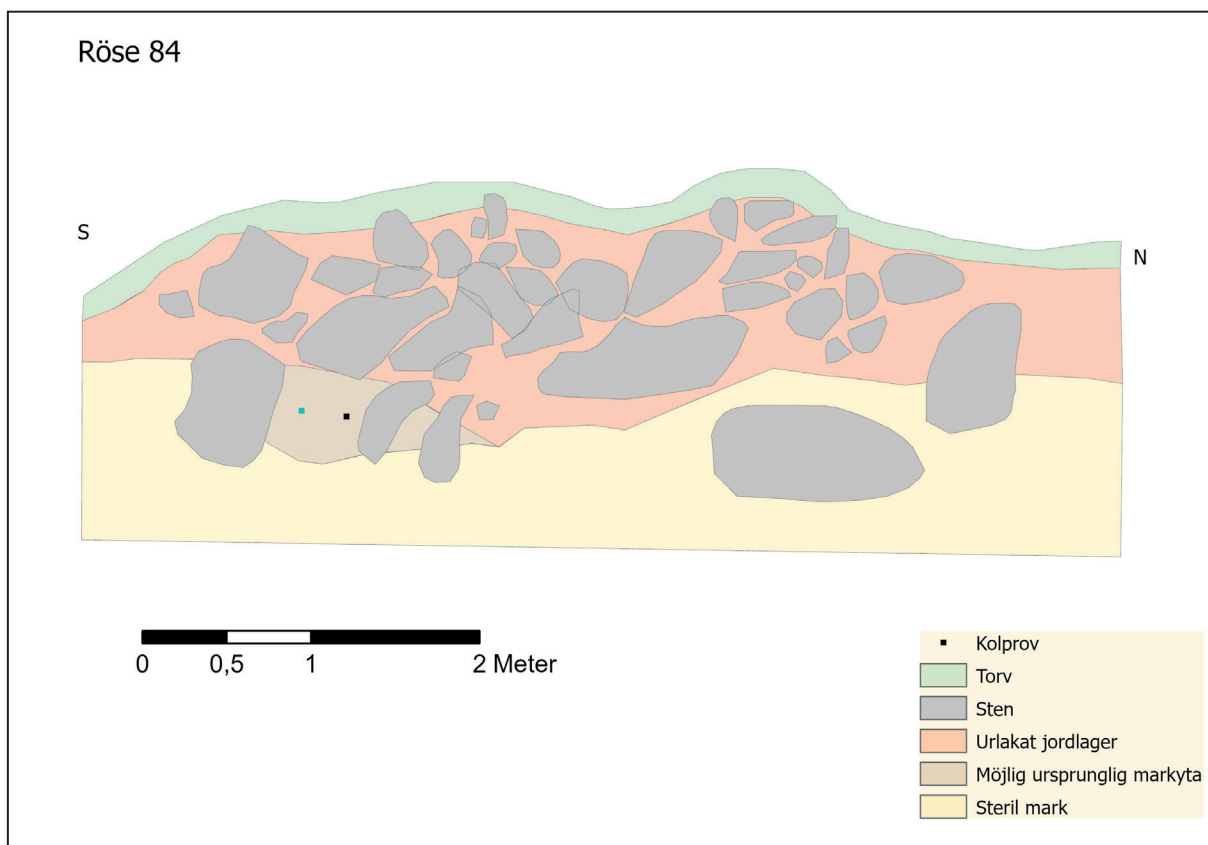 Röse 84
S
N
0 0,5 1 2 Meter
Kolprov
Torv
Sten
Urlakat jordlager
Möjlig ursprunglig markyta
Steril mark